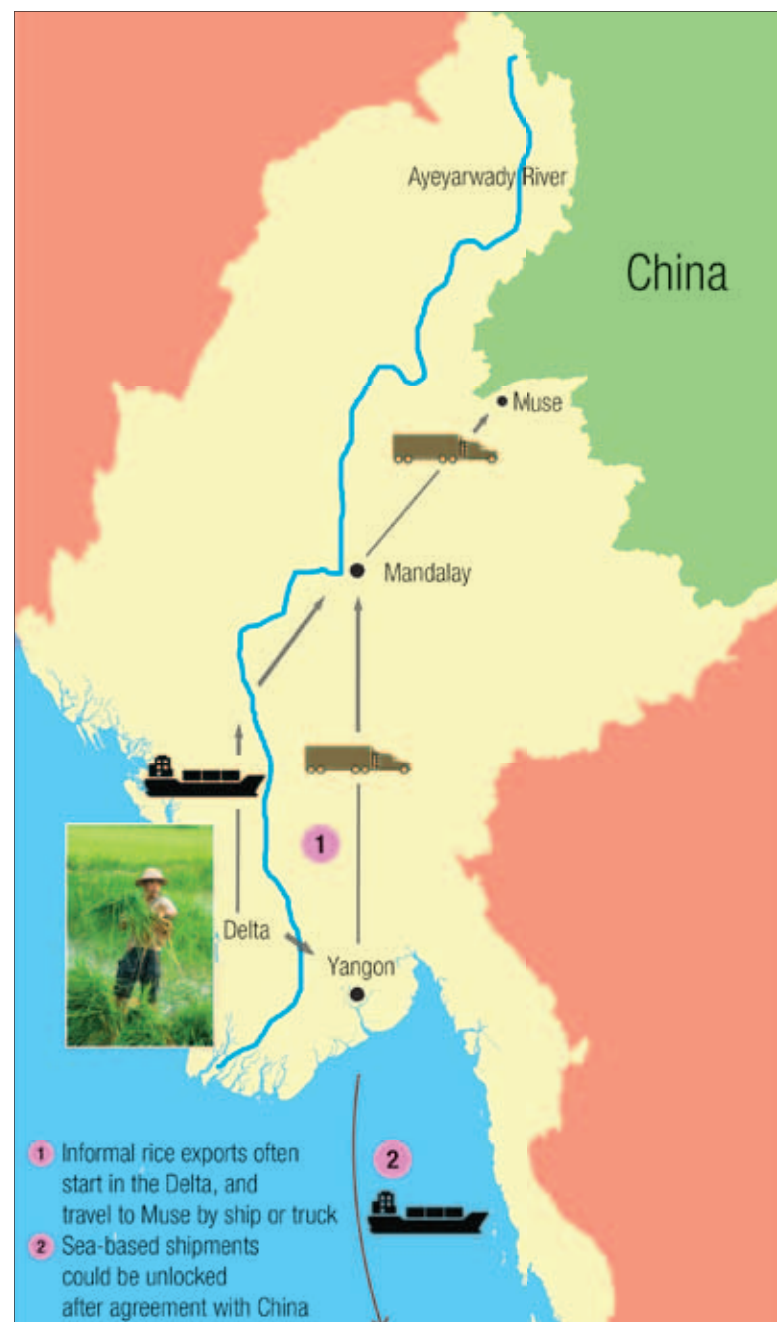 Ayeyarwady River
China
Muse
Mandalay
1
Delta
Yangon
2
1 Informal rice exports often
start in the Delta, and
travel to Muse by ship or truck
2 Sea-based shipments
could be unlocked
after agreement with China